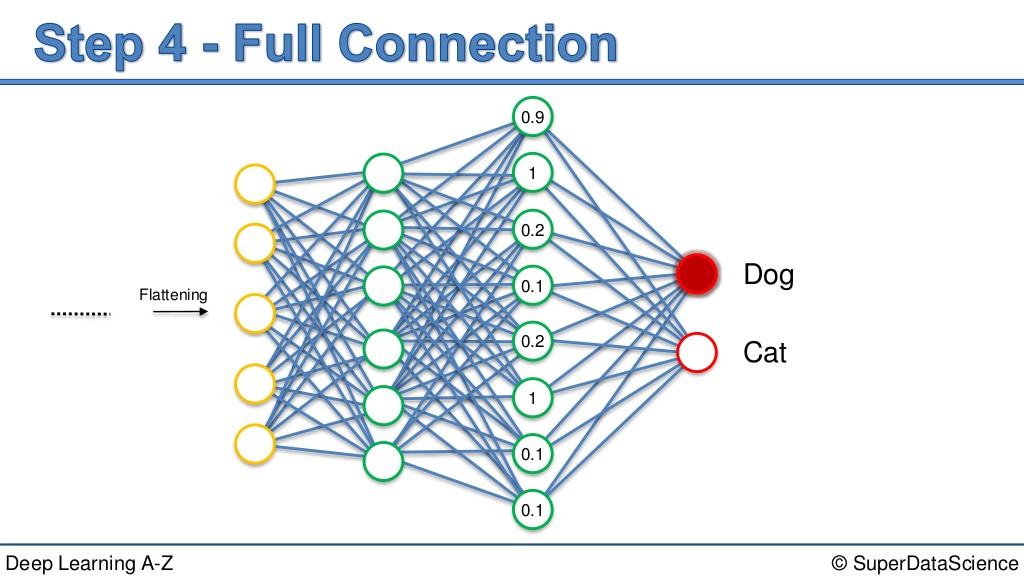 Step 4 - Full Connection
0.9
1
0.2
Dog
0.1
Flattening
0.2
Cat
1
0.1
0.1
Deep Learning A-Z
© SuperDataScience